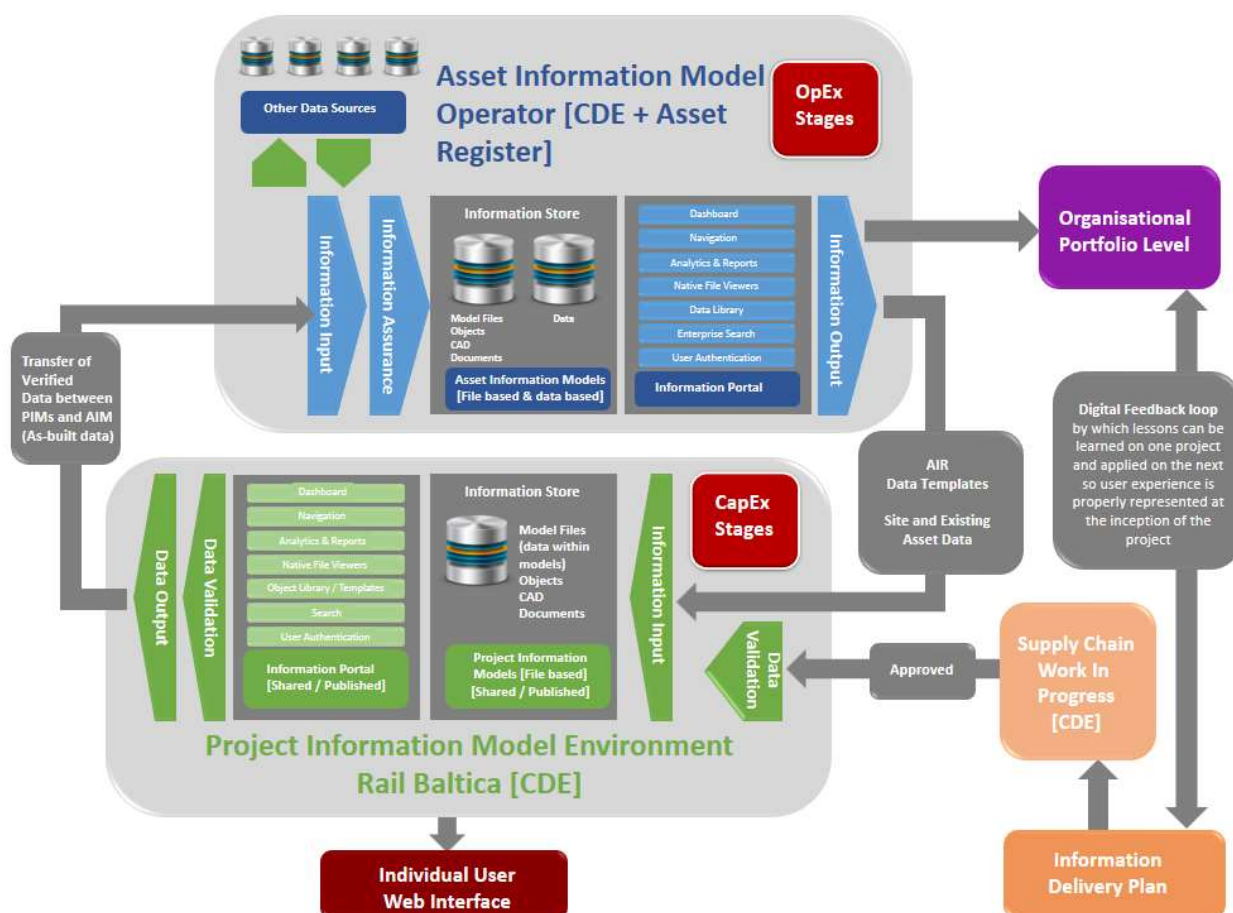 Other Data Sources
Asset Information Model
Operator [CDE + Asset
Register]
OpEx
Stages
Information Input
Information Assurance
Information Store
Model Files
Objects
CAD
Documents
Data
Asset Information Models
[File based & data based]
Dashboard
Navigation
Analytics & Reports
Native File Viewers
Data Library
Enterprise Search
User Authentication
Information Portal
Information Output
Organisational
Portfolio Level
Transfer of
Verified
Data between
PIMs and AIM
(As-built data)
AIR
Data Templates
Site and Existing
Asset Data
Digital Feedback loop
by which lessons can be
learned on one project
and applied on the next
so user experience is
properly represented at
the inception of the
project
Data Output
Data Validation
Dashboard
Navigation
Analytics & Reports
Native File Viewers
Object Library / Templates
Search
User Authentication
Information Portal
[Shared / Published]
Information Store
Model Files
(data within
models)
Objects
CAD
Documents
Project Information
Models [File based]
[Shared / Published]
Information Input
CapEx
Stages
Data
Validation
Approved
Supply Chain
Work In
Progress
[CDE]
Project Information Model Environment
Rail Baltica [CDE]
Individual User
Web Interface
Information
Delivery Plan